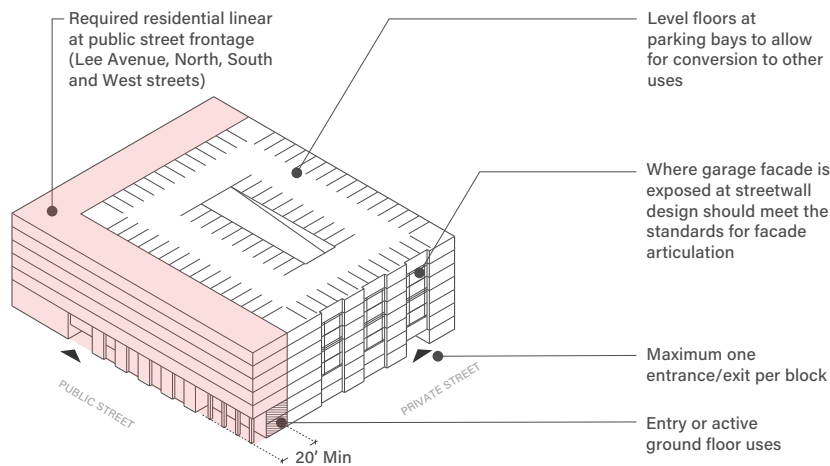 Required residential linear
at public street frontage
(Lee Avenue, North, South
and West streets)
Level floors at
parking bays to allow
for conversion to other
uses
Where garage facade is
exposed at streetwall
design should meet the
standards for facade
articulation
Maximum one
entrance/exit per block
Entry or active
ground floor uses
PUBLIC STREET
PRIVATE STREET
20’ Min